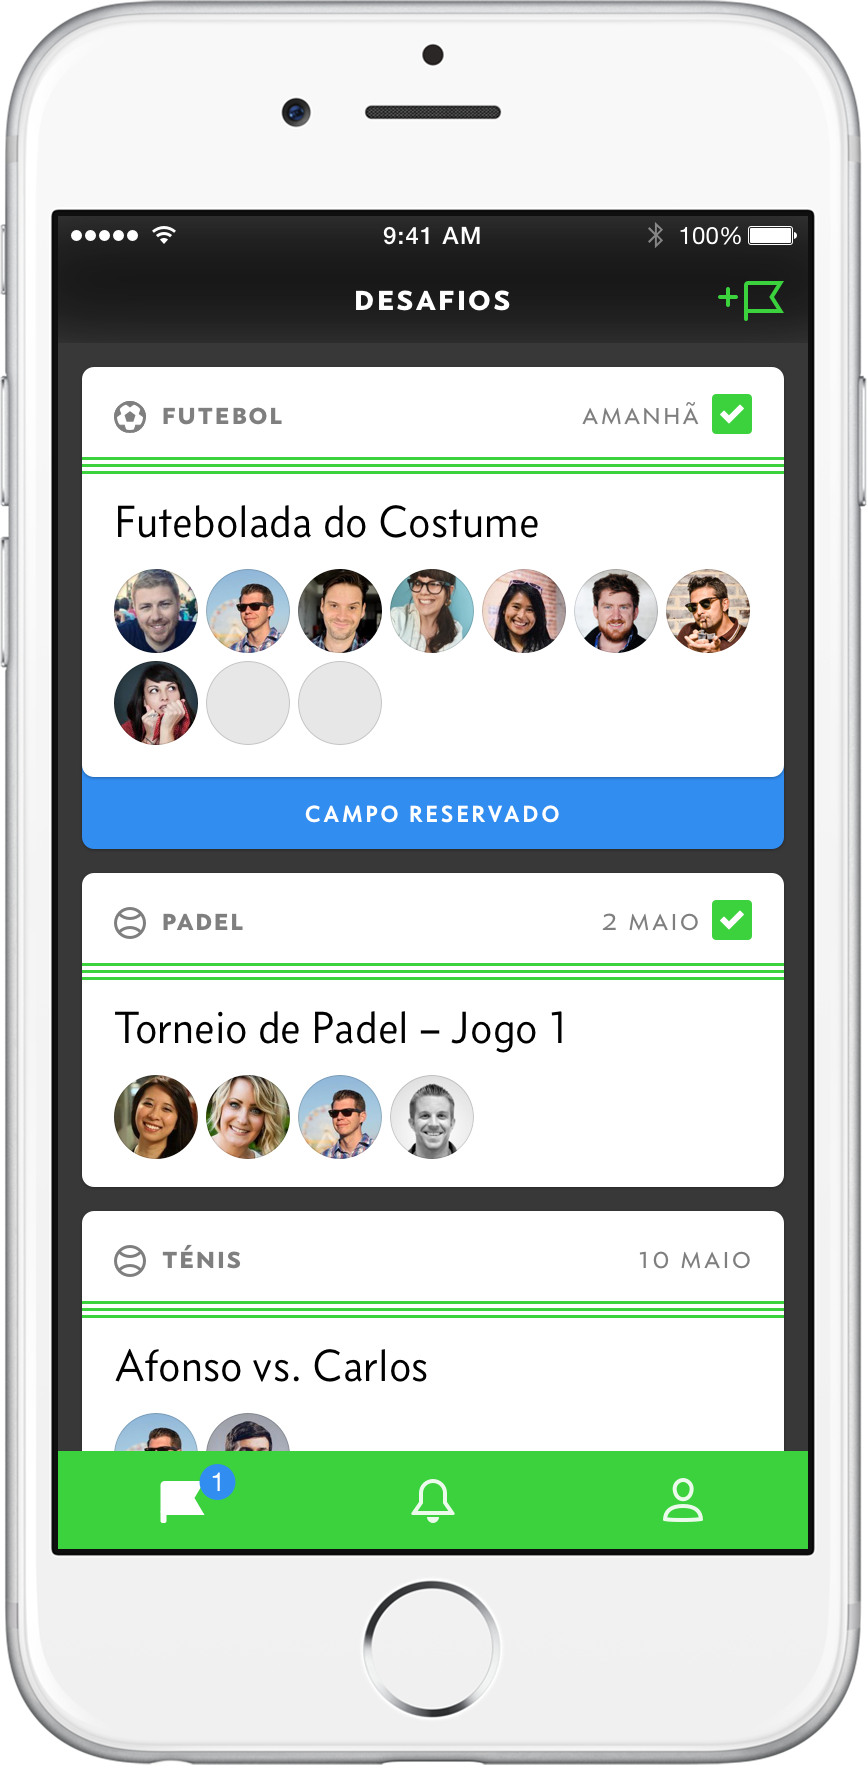 9:41 AM 100%
DESAFIOS
FUTEBOL AMANHÃ
Futebolada do Costume
CAMPO RESERVADO
PADEL 2 MAIO
Torneio de Padel – Jogo 1
TÉNIS 10 MAIO
Afonso vs. Carlos
1